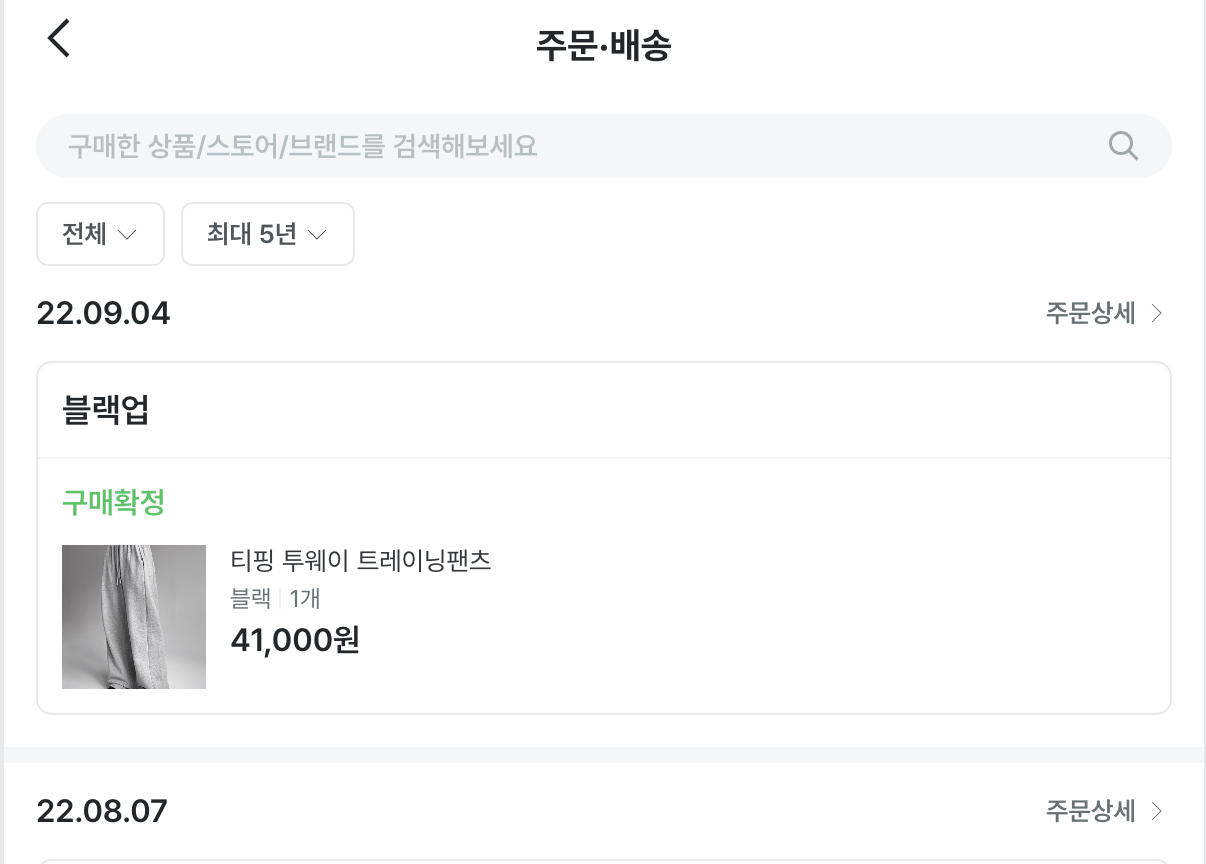 주문·배송
구매한 상품/스토어/브랜드를 검색해보세요
전체 최대 5년
22.09.04 주문상세
블랙업
구매확정
티핑 투웨이 트레이닝팬츠
블랙 1개
41,000원
22.08.07 주문상세